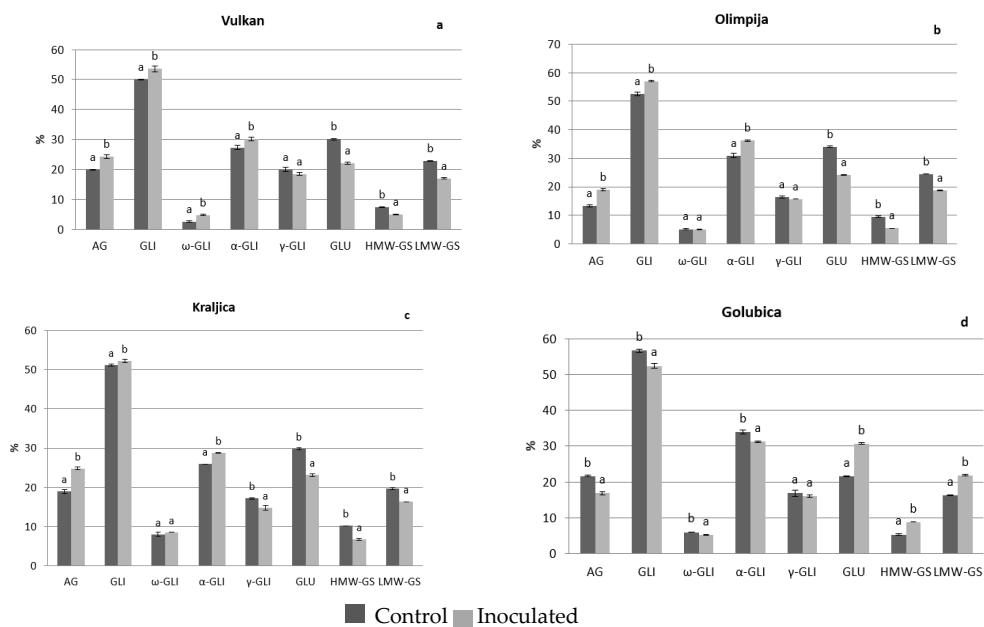 Vulkan
a
60
50
40
30
20
10
0
%
a b a b a b a b a a b a b a b a
AG GLI ω-GLI α-GLI γ-GLI GLU HMW-GS LMW-GS
Olimpija
b
70
60
50
40
30
20
10
0
%
a b a b a a a b a a b a b a b a
AG GLI ω-GLI α-GLI γ-GLI GLU HMW-GS LMW-GS
Kraljica
c
60
50
40
30
20
10
0
%
a b a b a a a b b a b a b a b a
AG GLI ω-GLI α-GLI γ-GLI GLU HMW-GS LMW-GS
Golubica
d
60
50
40
30
20
10
0
%
b a b a b a b a a a a b a b a b
AG GLI ω-GLI α-GLI γ-GLI GLU HMW-GS LMW-GS
Control Inoculated